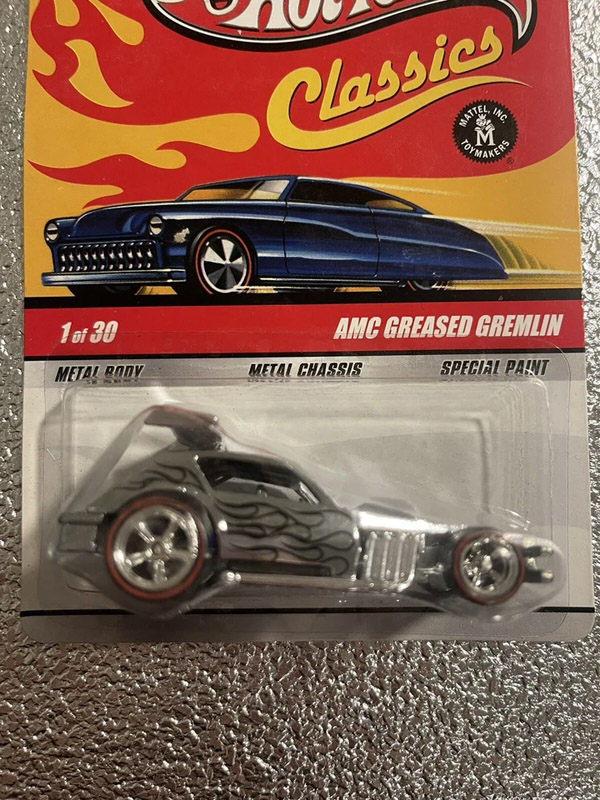 Classics
MATTEL, INC.
M
TOYMAKERS
®
1 of 30
AMC GREASED GREMLIN
METAL BODY
METAL CHASSIS
SPECIAL PAINT